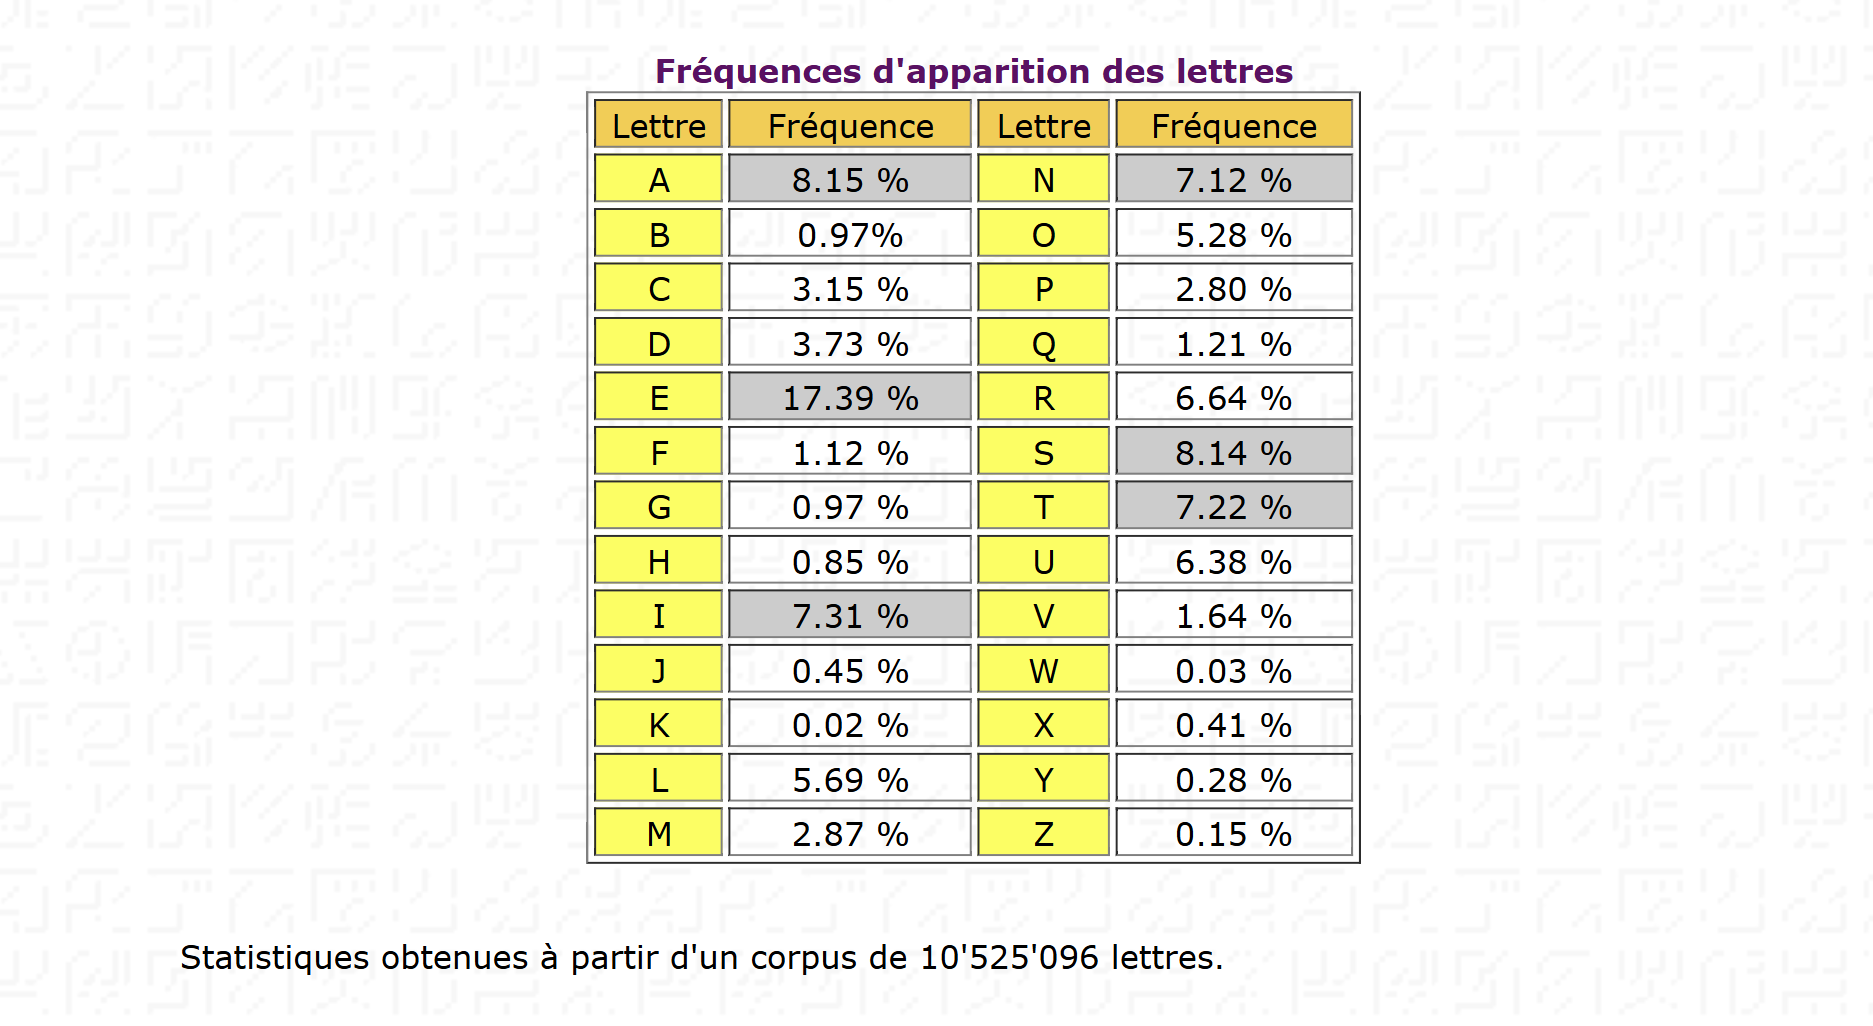 Fréquences d'apparition des lettres
Lettre Fréquence Lettre Fréquence
A 8.15 % N 7.12 %
B 0.97% O 5.28 %
C 3.15 % P 2.80 %
D 3.73 % Q 1.21 %
E 17.39 % R 6.64 %
F 1.12 % S 8.14 %
G 0.97 % T 7.22 %
H 0.85 % U 6.38 %
I 7.31 % V 1.64 %
J 0.45 % W 0.03 %
K 0.02 % X 0.41 %
L 5.69 % Y 0.28 %
M 2.87 % Z 0.15 %
Statistiques obtenues à partir d'un corpus de 10'525'096 lettres.